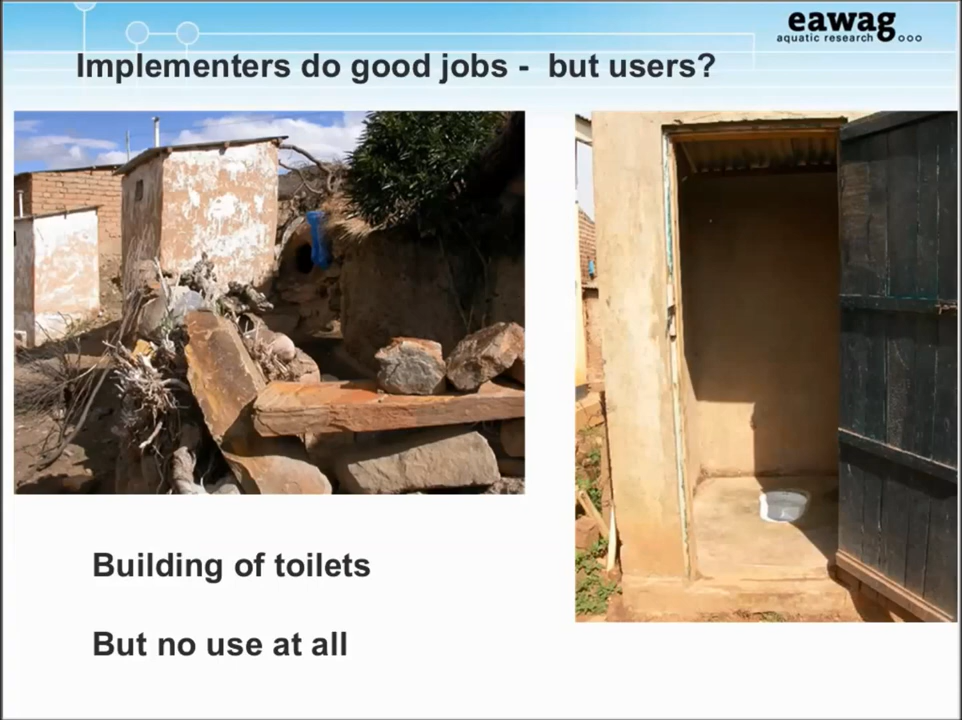 eawag
aquatic research
Implementers do good jobs - but users?
Building of toilets
But no use at all